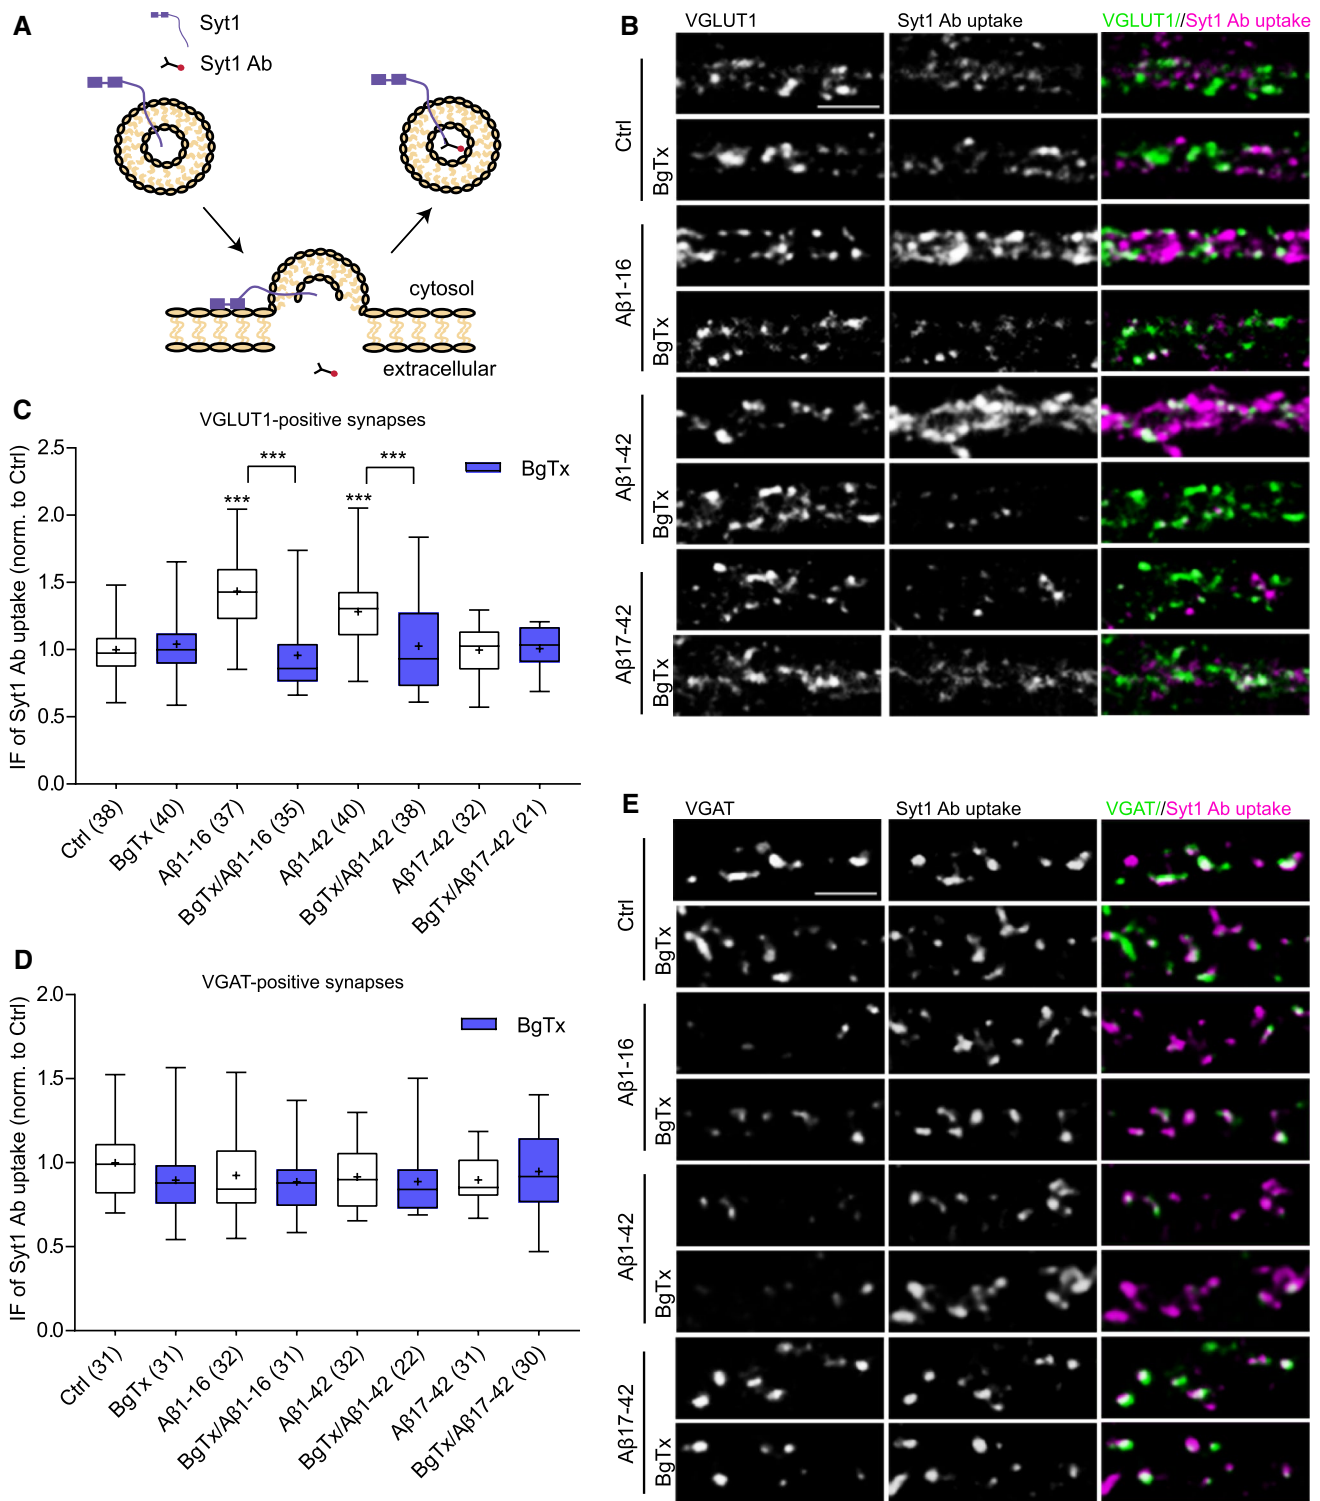 A
Syt1
Syt1 Ab
cytosol
extracellular
B
VGLUT1
Syt1 Ab uptake
VGLUT1//Syt1 Ab uptake
Ctrl
BgTx
Aβ1-16
BgTx
Aβ1-42
BgTx
Aβ17-42
BgTx
C
VGLUT1-positive synapses
BgTx
IF of Syt1 Ab uptake (norm. to Ctrl)
2.5
2.0
1.5
1.0
0.5
0.0
***
***
***
***
Ctrl (38)
BgTx (40)
Aβ1-16 (37)
BgTx/Aβ1-16 (35)
Aβ1-42 (40)
BgTx/Aβ1-42 (38)
Aβ17-42 (32)
BgTx/Aβ17-42 (21)
D
VGAT-positive synapses
BgTx
IF of Syt1 Ab uptake (norm. to Ctrl)
2.0
1.5
1.0
0.5
0.0
Ctrl (31)
BgTx (31)
Aβ1-16 (32)
BgTx/Aβ1-16 (31)
Aβ1-42 (32)
BgTx/Aβ1-42 (22)
Aβ17-42 (31)
BgTx/Aβ17-42 (30)
E
VGAT
Syt1 Ab uptake
VGAT//Syt1 Ab uptake
Ctrl
BgTx
Aβ1-16
BgTx
Aβ1-42
BgTx
Aβ17-42
BgTx